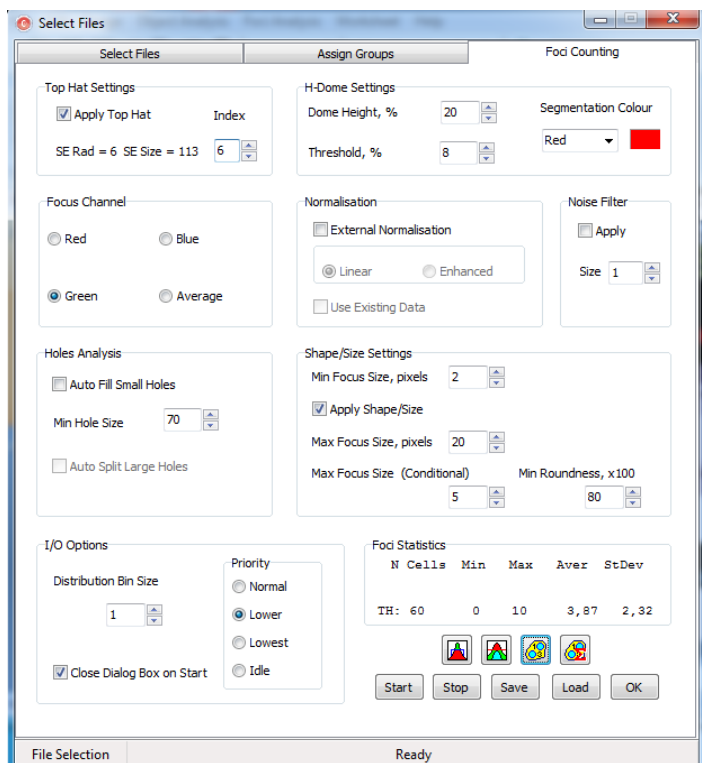 Select Files
Select Files Assign Groups Foci Counting
Top Hat Settings
Apply Top Hat Index
SE Rad = 6 SE Size = 113 6
H-Dome Settings
Dome Height, % 20 Segmentation Colour
Threshold, % 8 Red
Focus Channel
Red Blue
Green Average
Normalisation
External Normalisation
Linear Enhanced
Use Existing Data
Noise Filter
Apply
Size 1
Holes Analysis
Auto Fill Small Holes
Min Hole Size 70
Auto Split Large Holes
Shape/Size Settings
Min Focus Size, pixels 2
Apply Shape/Size
Max Focus Size, pixels 20
Max Focus Size (Conditional) Min Roundness, x100
5 80
I/O Options
Distribution Bin Size
1
Close Dialog Box on Start
Priority
Normal
Lower
Lowest
Idle
Foci Statistics
N Cells Min Max Aver StDev
TH: 60 0 10 3,87 2,32
Start Stop Save Load OK
File Selection Ready